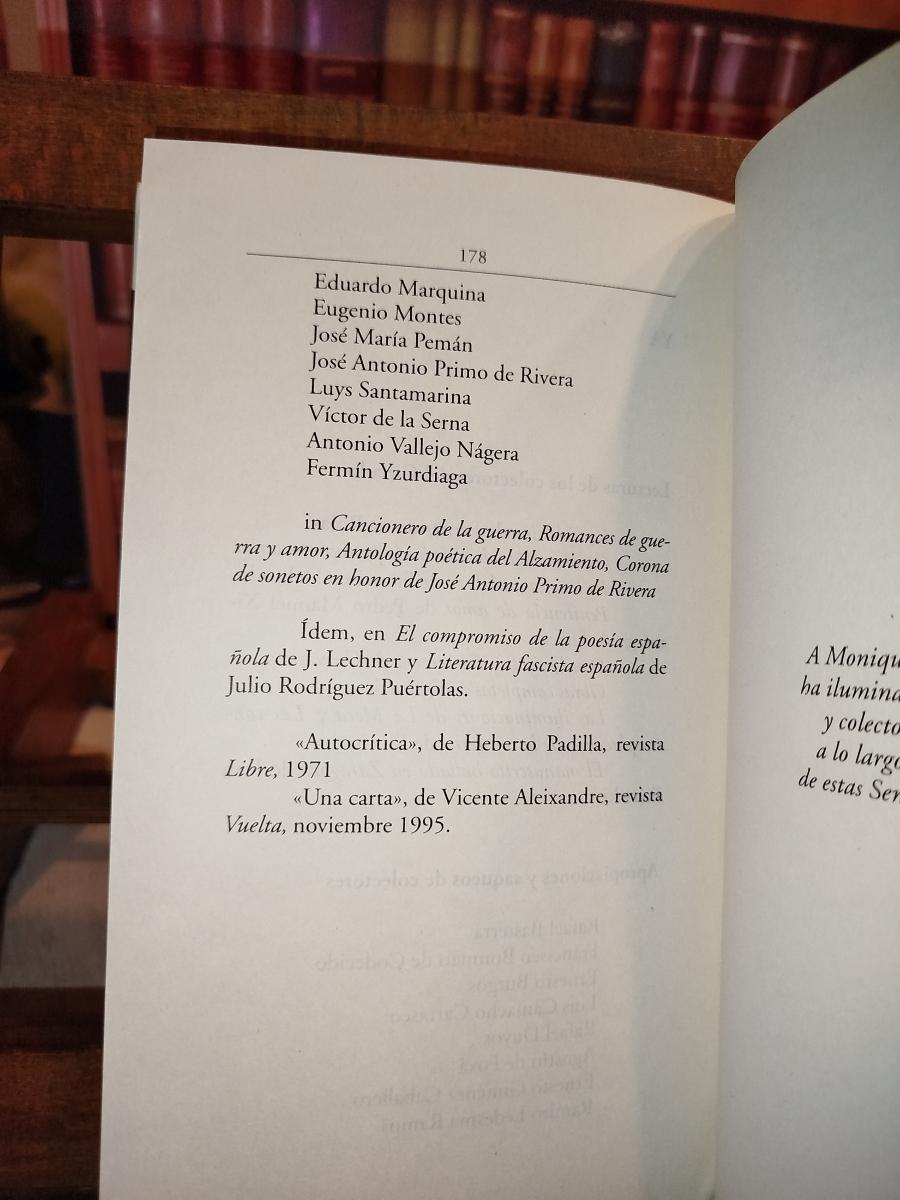 178
Eduardo Marquina
Eugenio Montes
José María Pemán
José Antonio Primo de Rivera
Luys Santamarina
Víctor de la Serna
Antonio Vallejo Nágera
Fermín Yzurdiaga
in Cancionero de la guerra, Romances de gue-
rra y amor, Antología poética del Alzamiento, Corona
de sonetos en honor de José Antonio Primo de Rivera
Ídem, en El compromiso de la poesía espa-
ñola de J. Lechner y Literatura fascista española de
Julio Rodríguez Puértolas.
«Autocrítica», de Heberto Padilla, revista
Libre, 1971
«Una carta», de Vicente Aleixandre, revista
Vuelta, noviembre 1995.
A Moniqu
ha ilumina
y colecto
a lo largo
de estas Ser